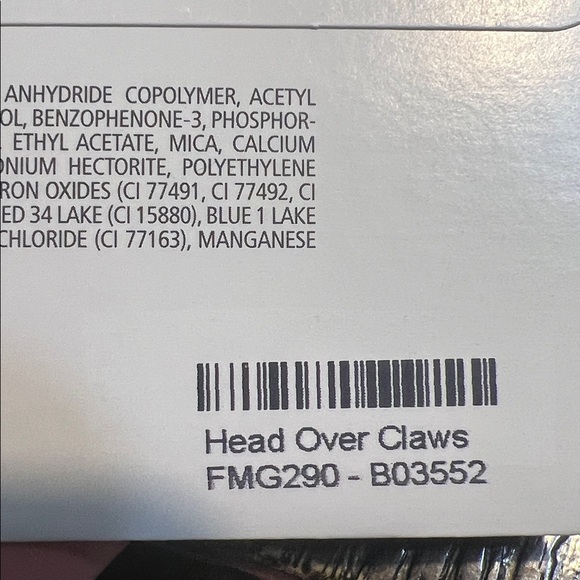 ANHYDRIDE COPOLYMER, ACETYL
OL, BENZOPHENONE-3, PHOSPHOR-
ETHYL ACETATE, MICA, CALCIUM
ONIUM HECTORITE, POLYETHYLENE
RON OXIDES (CI 77491, CI 77492, CI
ED 34 LAKE (CI 15880), BLUE 1 LAKE
CHLORIDE (CI 77163), MANGANESE
Head Over Claws
FMG290 - B03552